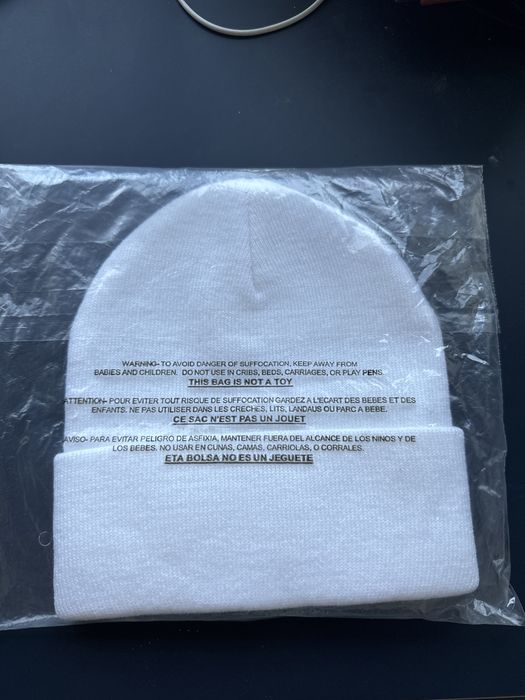 WARNING- TO AVOID DANGER OF SUFFOCATION, KEEP AWAY FROM
BABIES AND CHILDREN. DO NOT USE IN CRIBS, BEDS, CARRIAGES, OR PLAY PENS.
THIS BAG IS NOT A TOY
ATTENTION- POUR EVITER TOUT RISQUE DE SUFFOCATION GARDEZ A L'ECART DES BEBES ET DES
ENFANTS. NE PAS UTILISER DANS LES CRECHES, LITS, LANDAUS OU PARC A BEBE.
CE SAC N'EST PAS UN JOUET
AVISO- PARA EVITAR PELIGRO DE ASFIXIA, MANTENER FUERA DEL ALCANCE DE LOS NINOS Y DE
LOS BEBES. NO USAR EN CUNAS, CAMAS, CARRIOLAS, O CORRALES.
ETA BOLSA NO ES UN JEGUETE